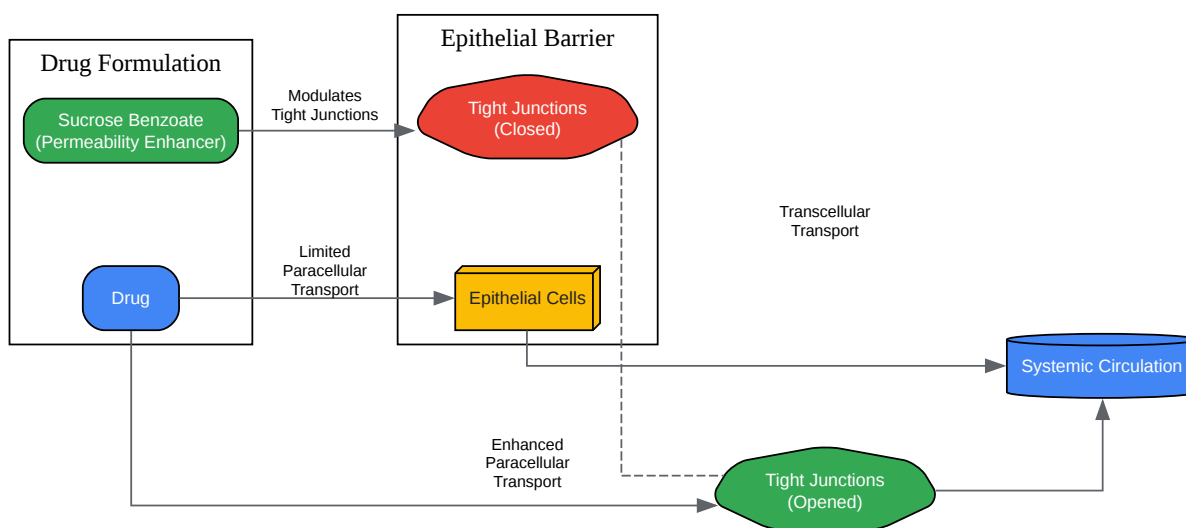 Drug Formulation
Sucrose Benzoate
(Permeability Enhancer)
Modulates
Tight Junctions
Epithelial Barrier
Tight Junctions
(Closed)
Drug
Limited
Paracellular
Transport
Epithelial Cells
Transcellular
Transport
Systemic Circulation
Enhanced
Paracellular
Transport
Tight Junctions
(Opened)